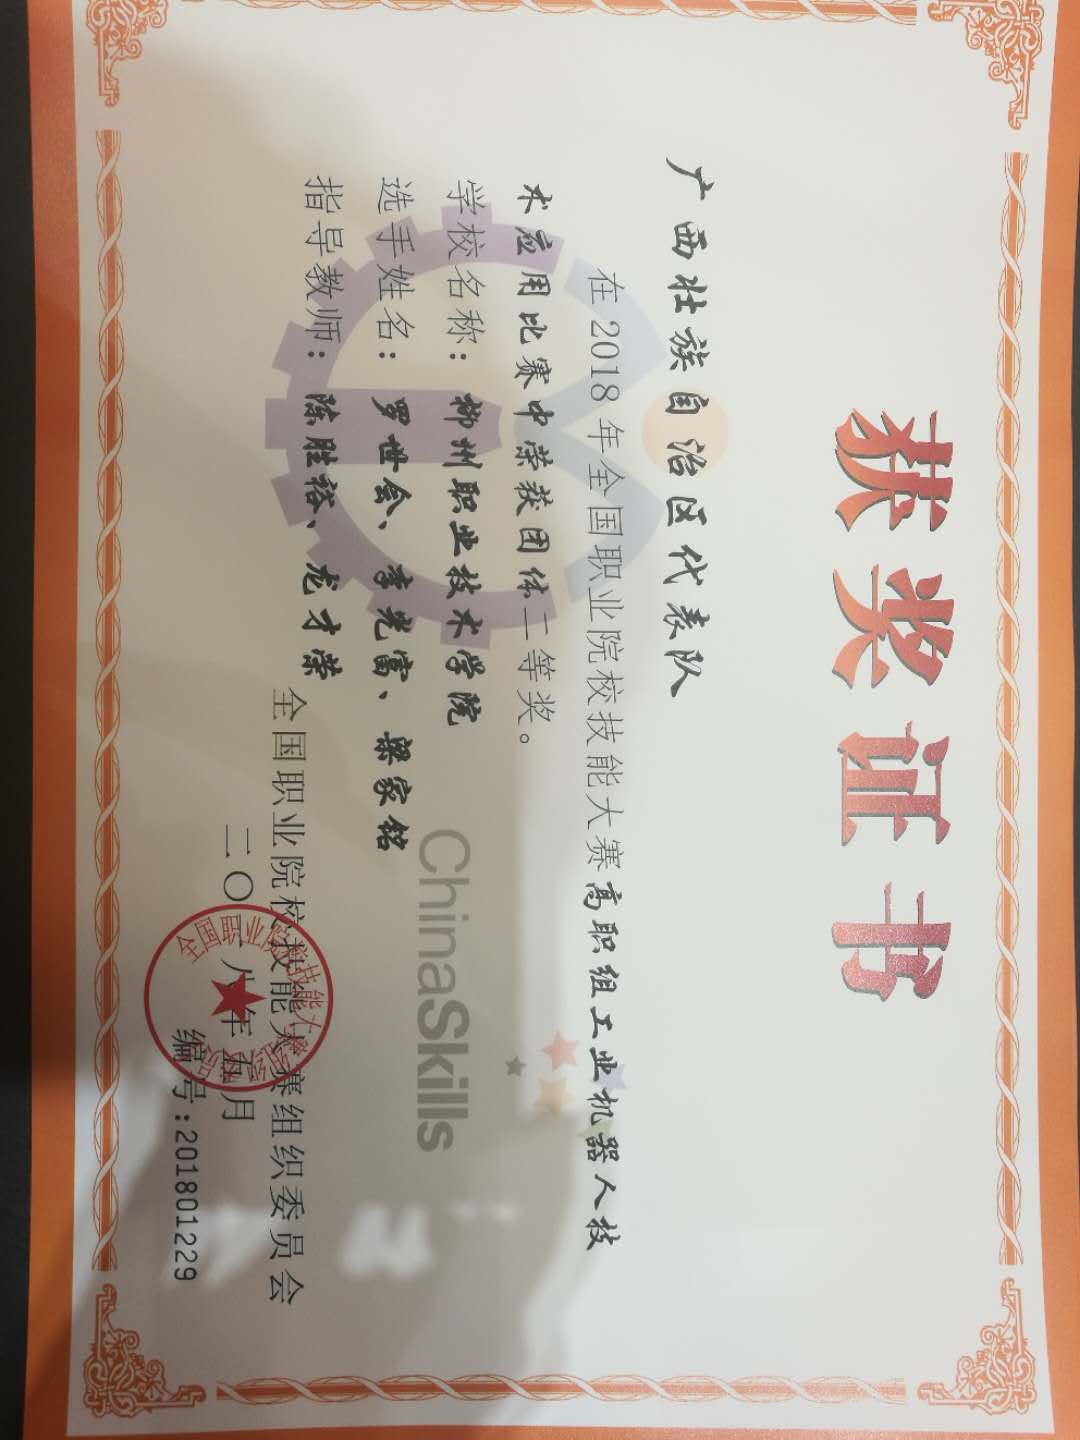 获奖证书
广西壮族自治区代表队
在2018年全国职业院校技能大赛高职组工业机器人技
术应用比赛中荣获团体二等奖。
学校名称：柳州职业技术学院
选手姓名：罗世会、李光富、梁家铭
指导教师：陈胜裕、龙才荣
ChinaSkills
全国职业院校技能大赛组织委员会
二〇一八年五月
编号:201801229